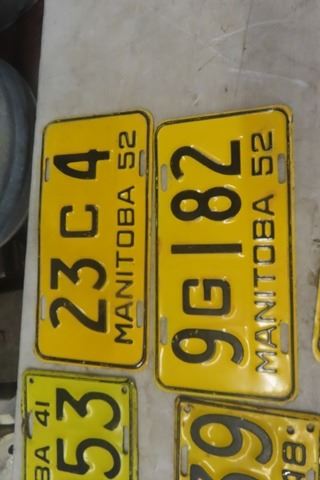 23C4
MANITOBA 52
9G182
MANITOBA 52
53
BA 41
39
48